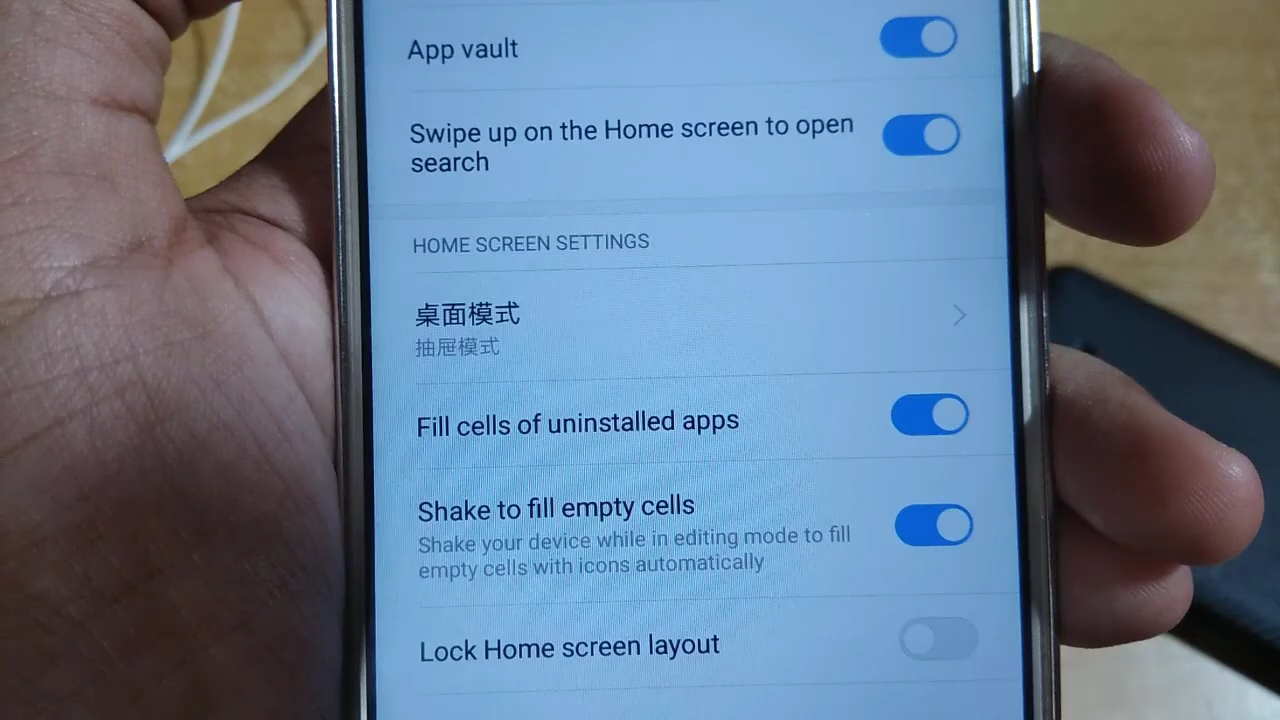 App vault
Swipe up on the Home screen to open
search
HOME SCREEN SETTINGS
桌面模式
抽屉模式
Fill cells of uninstalled apps
Shake to fill empty cells
Shake your device while in editing mode to fill
empty cells with icons automatically
Lock Home screen layout